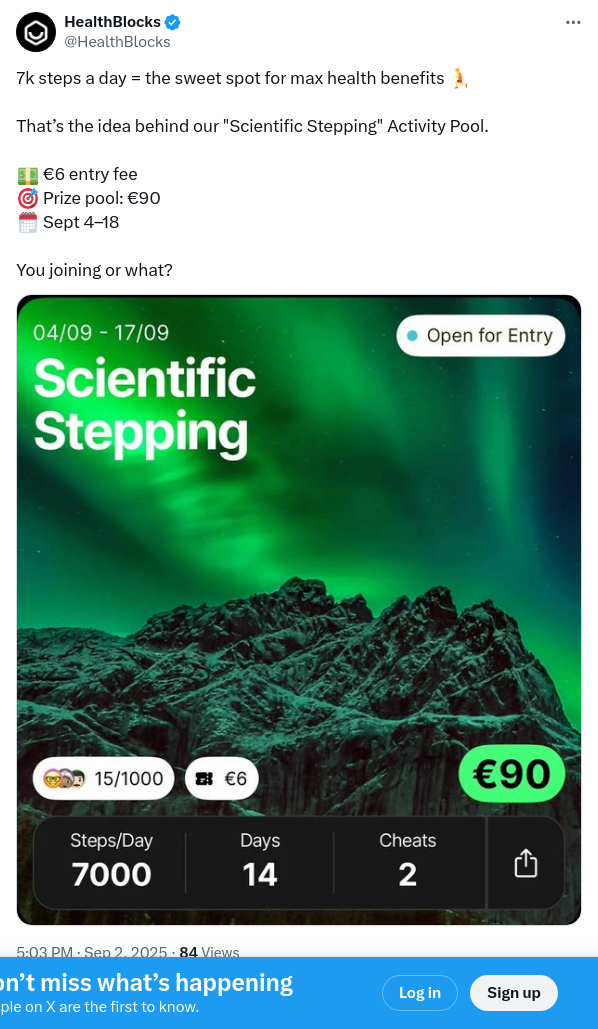 HealthBlocks
@HealthBlocks
7k steps a day = the sweet spot for max health benefits 🏃
That's the idea behind our "Scientific Stepping" Activity Pool.
💵 €6 entry fee
🎯 Prize pool: €90
🗓️ Sept 4–18
You joining or what?
04/09 - 17/09
Open for Entry
Scientific
Stepping
15/1000
€6
€90
Steps/Day
Days
Cheats
7000
14
2
5:03 PM · Sep 2, 2025 · 84 Views
on't miss what's happening
ple on X are the first to know.
Log in
Sign up